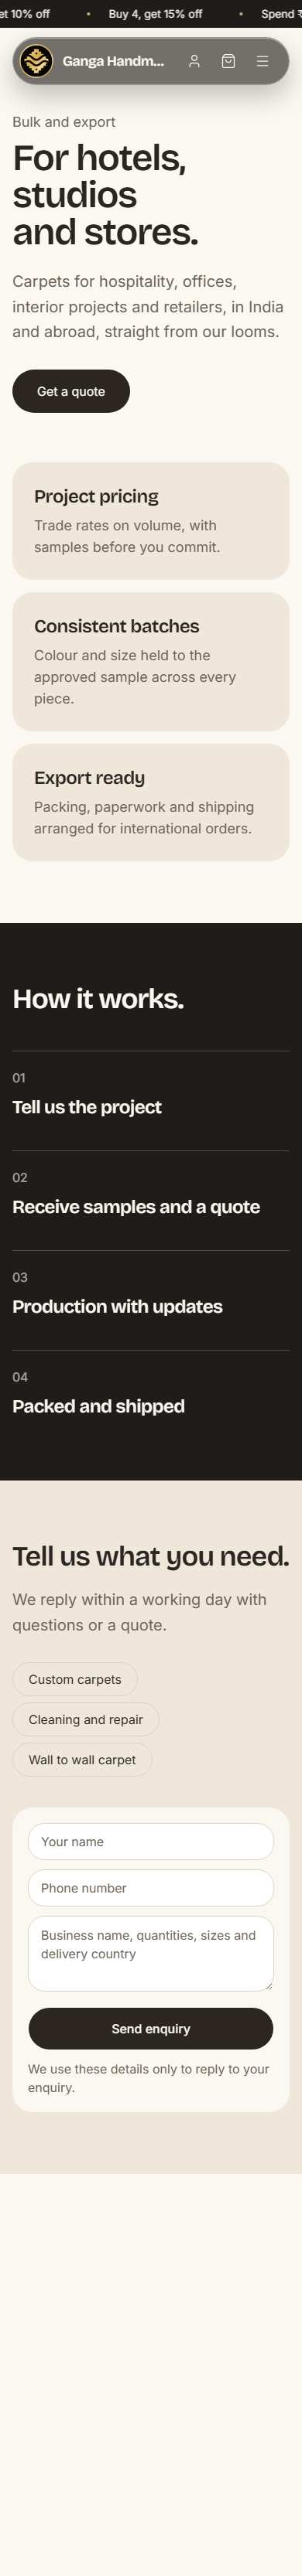 et 10% off • Buy 4, get 15% off • Spend ₹
Ganga Handm...
Bulk and export
For hotels,
studios
and stores.
Carpets for hospitality, offices,
interior projects and retailers, in India
and abroad, straight from our looms.
Get a quote
Project pricing
Trade rates on volume, with
samples before you commit.
Consistent batches
Colour and size held to the
approved sample across every
piece.
Export ready
Packing, paperwork and shipping
arranged for international orders.
How it works.
01
Tell us the project
02
Receive samples and a quote
03
Production with updates
04
Packed and shipped
Tell us what you need.
We reply within a working day with
questions or a quote.
Custom carpets
Cleaning and repair
Wall to wall carpet
Your name
Phone number
Business name, quantities, sizes and
delivery country
Send enquiry
We use these details only to reply to your
enquiry.